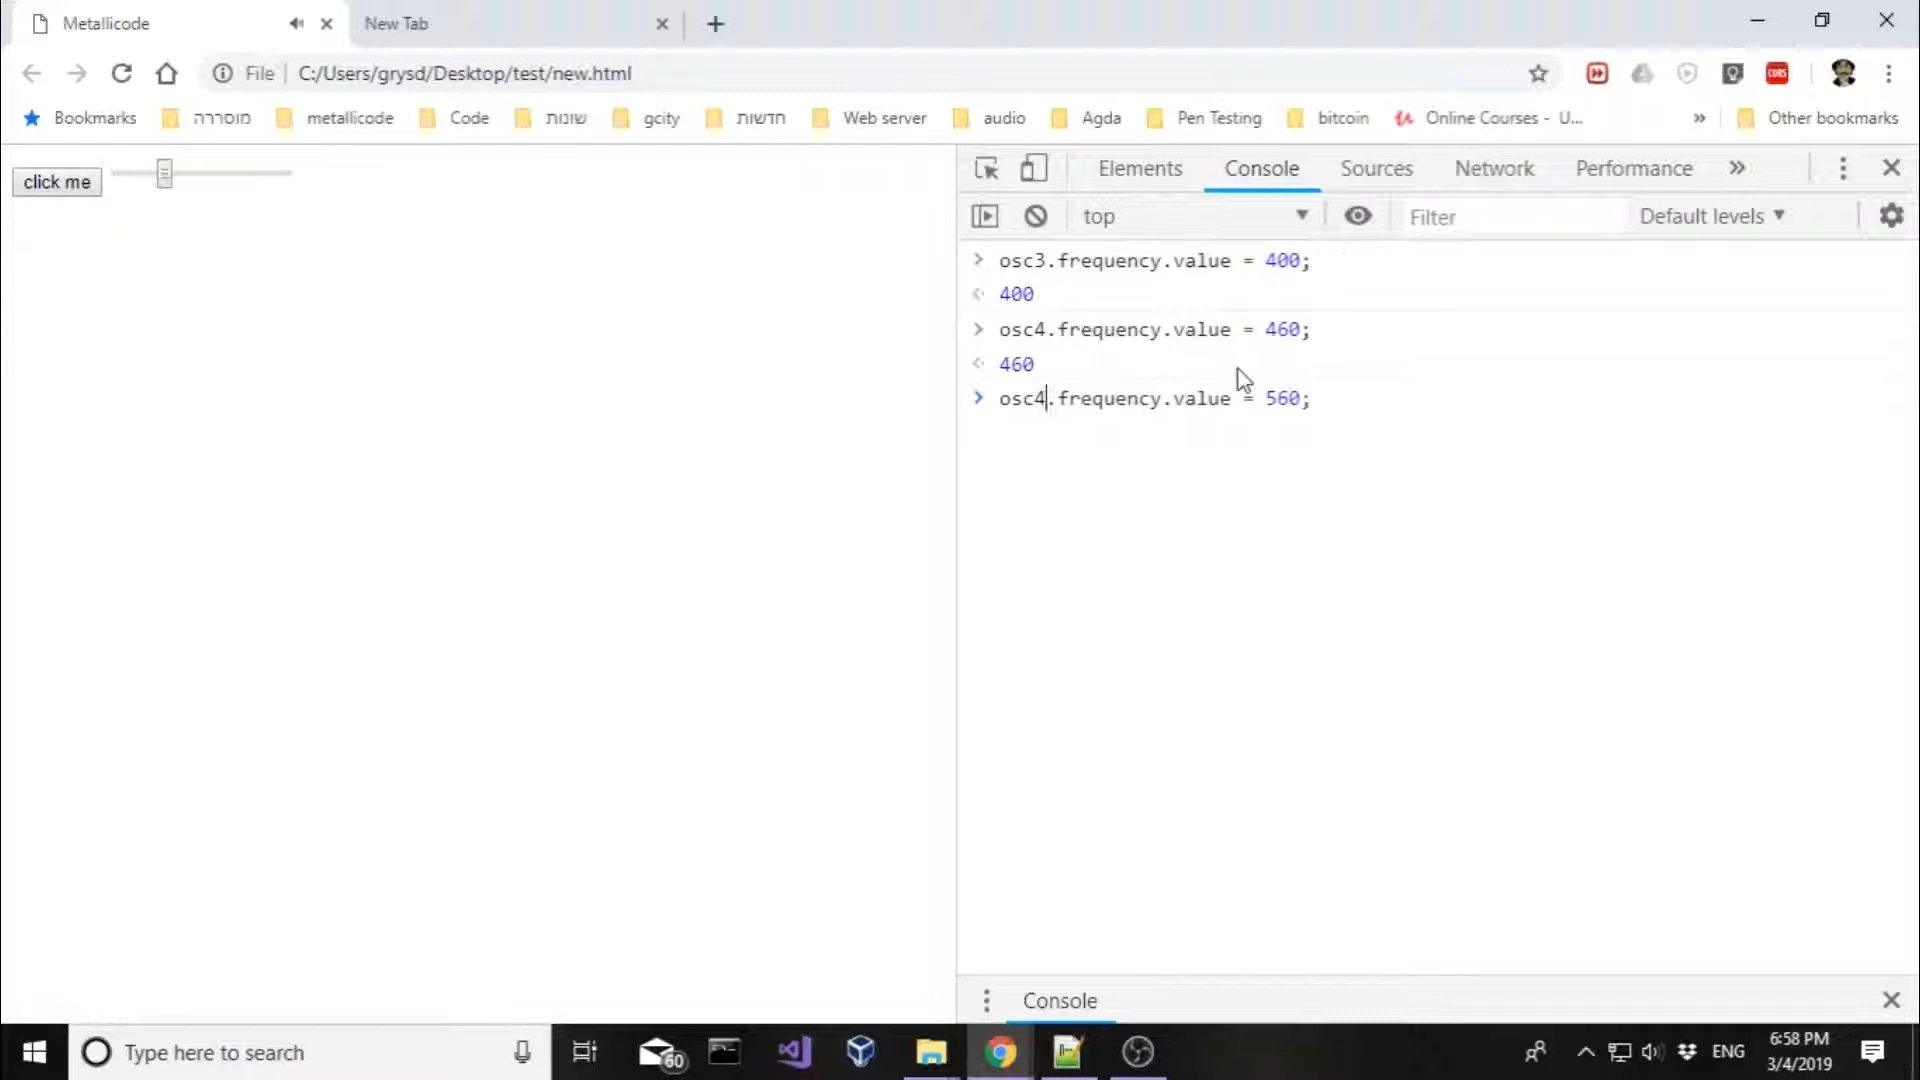 Metallicode
New Tab
File
C:/Users/grysd/Desktop/test/new.html
Bookmarks
מוסררה
metallicode
Code
שונות
gcity
חדשות
Web server
audio
Agda
Pen Testing
bitcoin
Online Courses - U...
Other bookmarks
click me
Elements
Console
Sources
Network
Performance
top
Filter
Default levels
osc3.frequency.value = 400;
400
osc4.frequency.value = 460;
460
osc4.frequency.value = 560;
Console
Type here to search
60
ENG
6:58 PM
3/4/2019